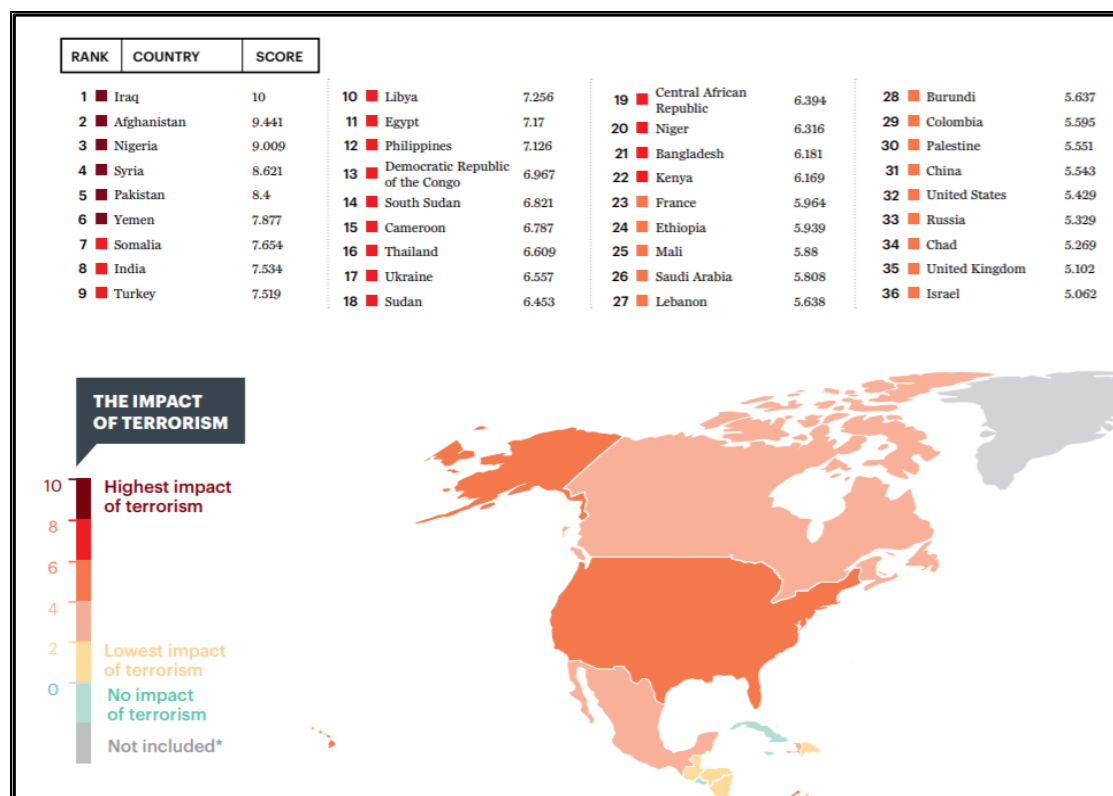 RANK COUNTRY SCORE
1 Iraq 10
2 Afghanistan 9.441
3 Nigeria 9.009
4 Syria 8.621
5 Pakistan 8.4
6 Yemen 7.877
7 Somalia 7.654
8 India 7.534
9 Turkey 7.519
10 Libya 7.256
11 Egypt 7.17
12 Philippines 7.126
13 Democratic Republic
of the Congo 6.967
14 South Sudan 6.821
15 Cameroon 6.787
16 Thailand 6.609
17 Ukraine 6.557
18 Sudan 6.453
19 Central African
Republic 6.394
20 Niger 6.316
21 Bangladesh 6.181
22 Kenya 6.169
23 France 5.964
24 Ethiopia 5.939
25 Mali 5.88
26 Saudi Arabia 5.808
27 Lebanon 5.638
28 Burundi 5.637
29 Colombia 5.595
30 Palestine 5.551
31 China 5.543
32 United States 5.429
33 Russia 5.329
34 Chad 5.269
35 United Kingdom 5.102
36 Israel 5.062
THE IMPACT
OF TERRORISM
10
Highest impact
of terrorism
8
6
4
2
Lowest impact
of terrorism
0
No impact
of terrorism
Not included*